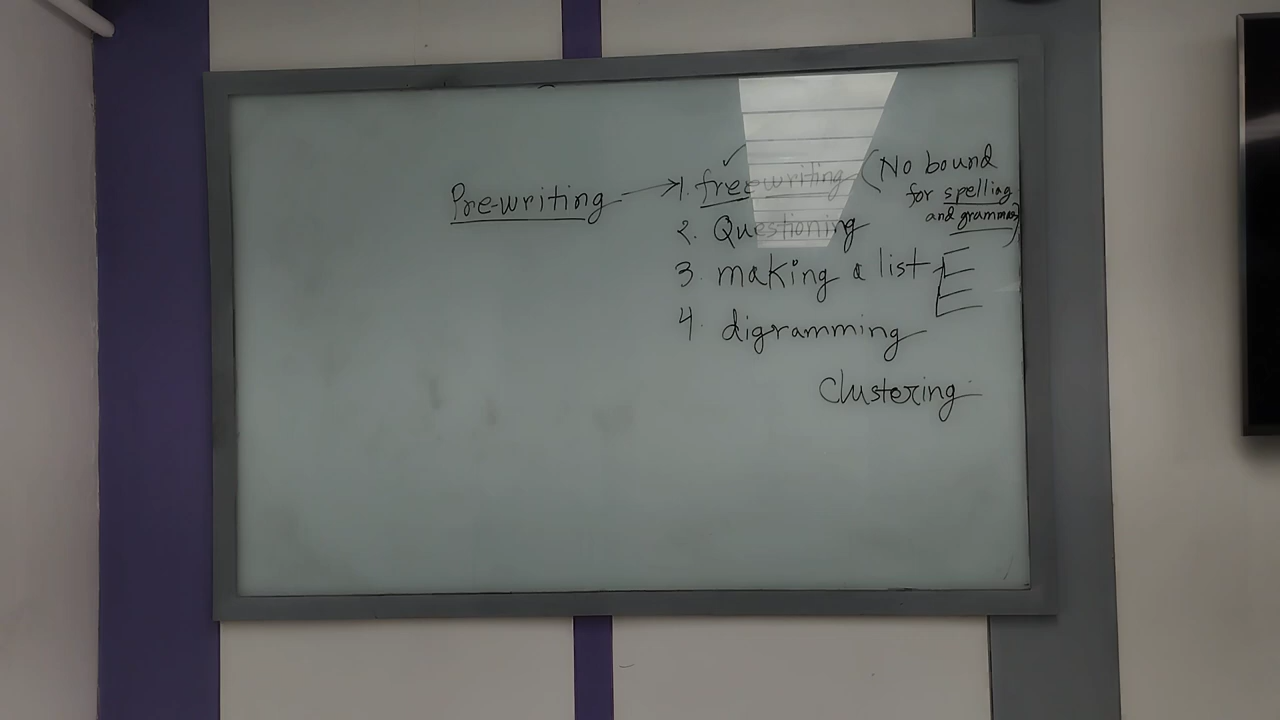 Pre-writing → 1. freewriting (No bound
for spelling
and grammar)
2. Questioning
3. making a list
4. digramming
Clustering